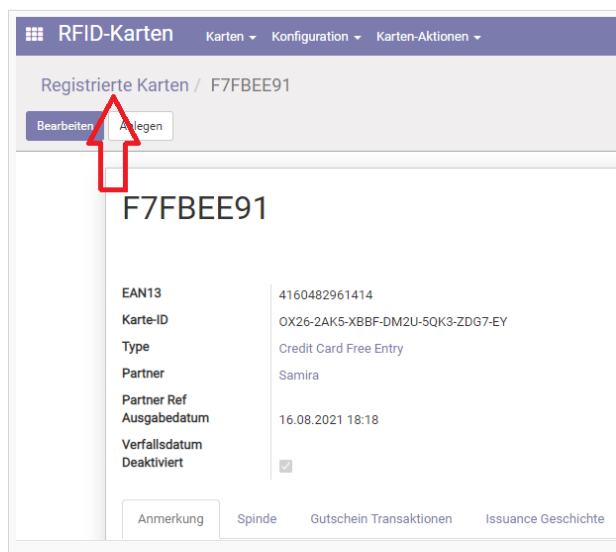 RFID-Karten Karten Konfiguration Karten-Aktionen
Registrierte Karten / F7FBEE91
Bearbeiten Anlegen
F7FBEE91
EAN13 4160482961414
Karte-ID OX26-2AK5-XBBF-DM2U-5QK3-ZDG7-EY
Type Credit Card Free Entry
Partner Samira
Partner Ref
Ausgabedatum 16.08.2021 18:18
Verfallsdatum
Deaktiviert
Anmerkung Spinde Gutschein Transaktionen Issuance Geschichte